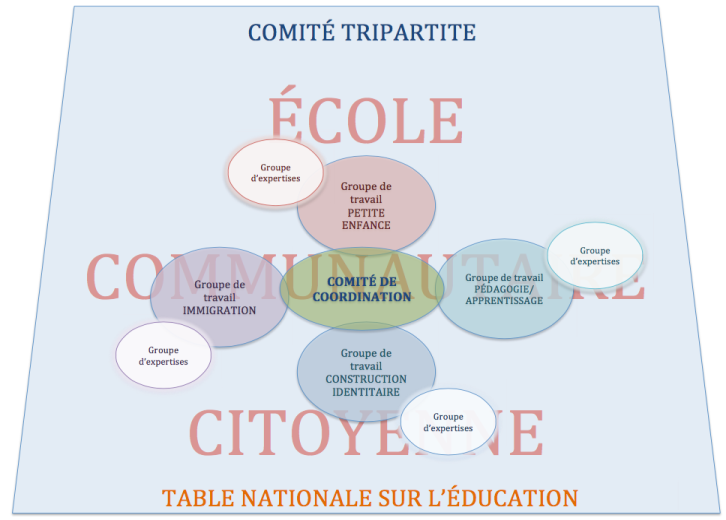 COMITÉ TRIPARTITE
ÉCOLE
Groupe
d'expertises
Groupe de
travail
PETITE
ENFANCE
COMMUNAUTAIRE
Groupe
d'expertises
Groupe de
travail
IMMIGRATION
COMITÉ DE
COORDINATION
Groupe de travail
PÉDAGOGIE/
APPRENTISSAGE
Groupe
d'expertises
Groupe de
travail
CONSTRUCTION
IDENTITAIRE
CITOYENNE
Groupe
d'expertises
TABLE NATIONALE SUR L'ÉDUCATION